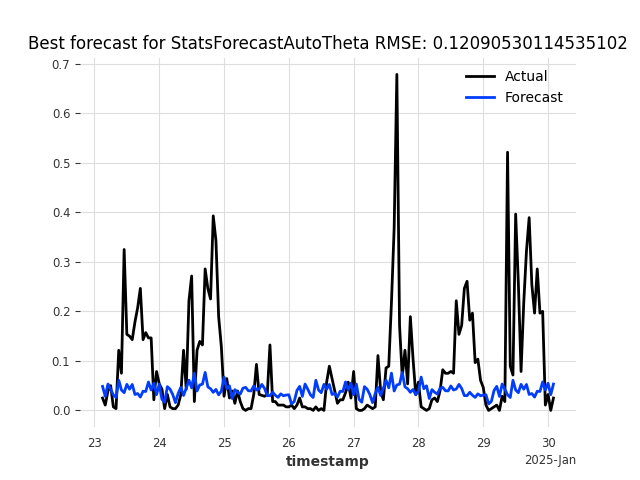 Best forecast for StatsForecastAutoTheta RMSE: 0.12090530114535102
Actual
Forecast
0.7
0.6
0.5
0.4
0.3
0.2
0.1
0.0
23 24 25 26 27 28 29 30
timestamp
2025-Jan